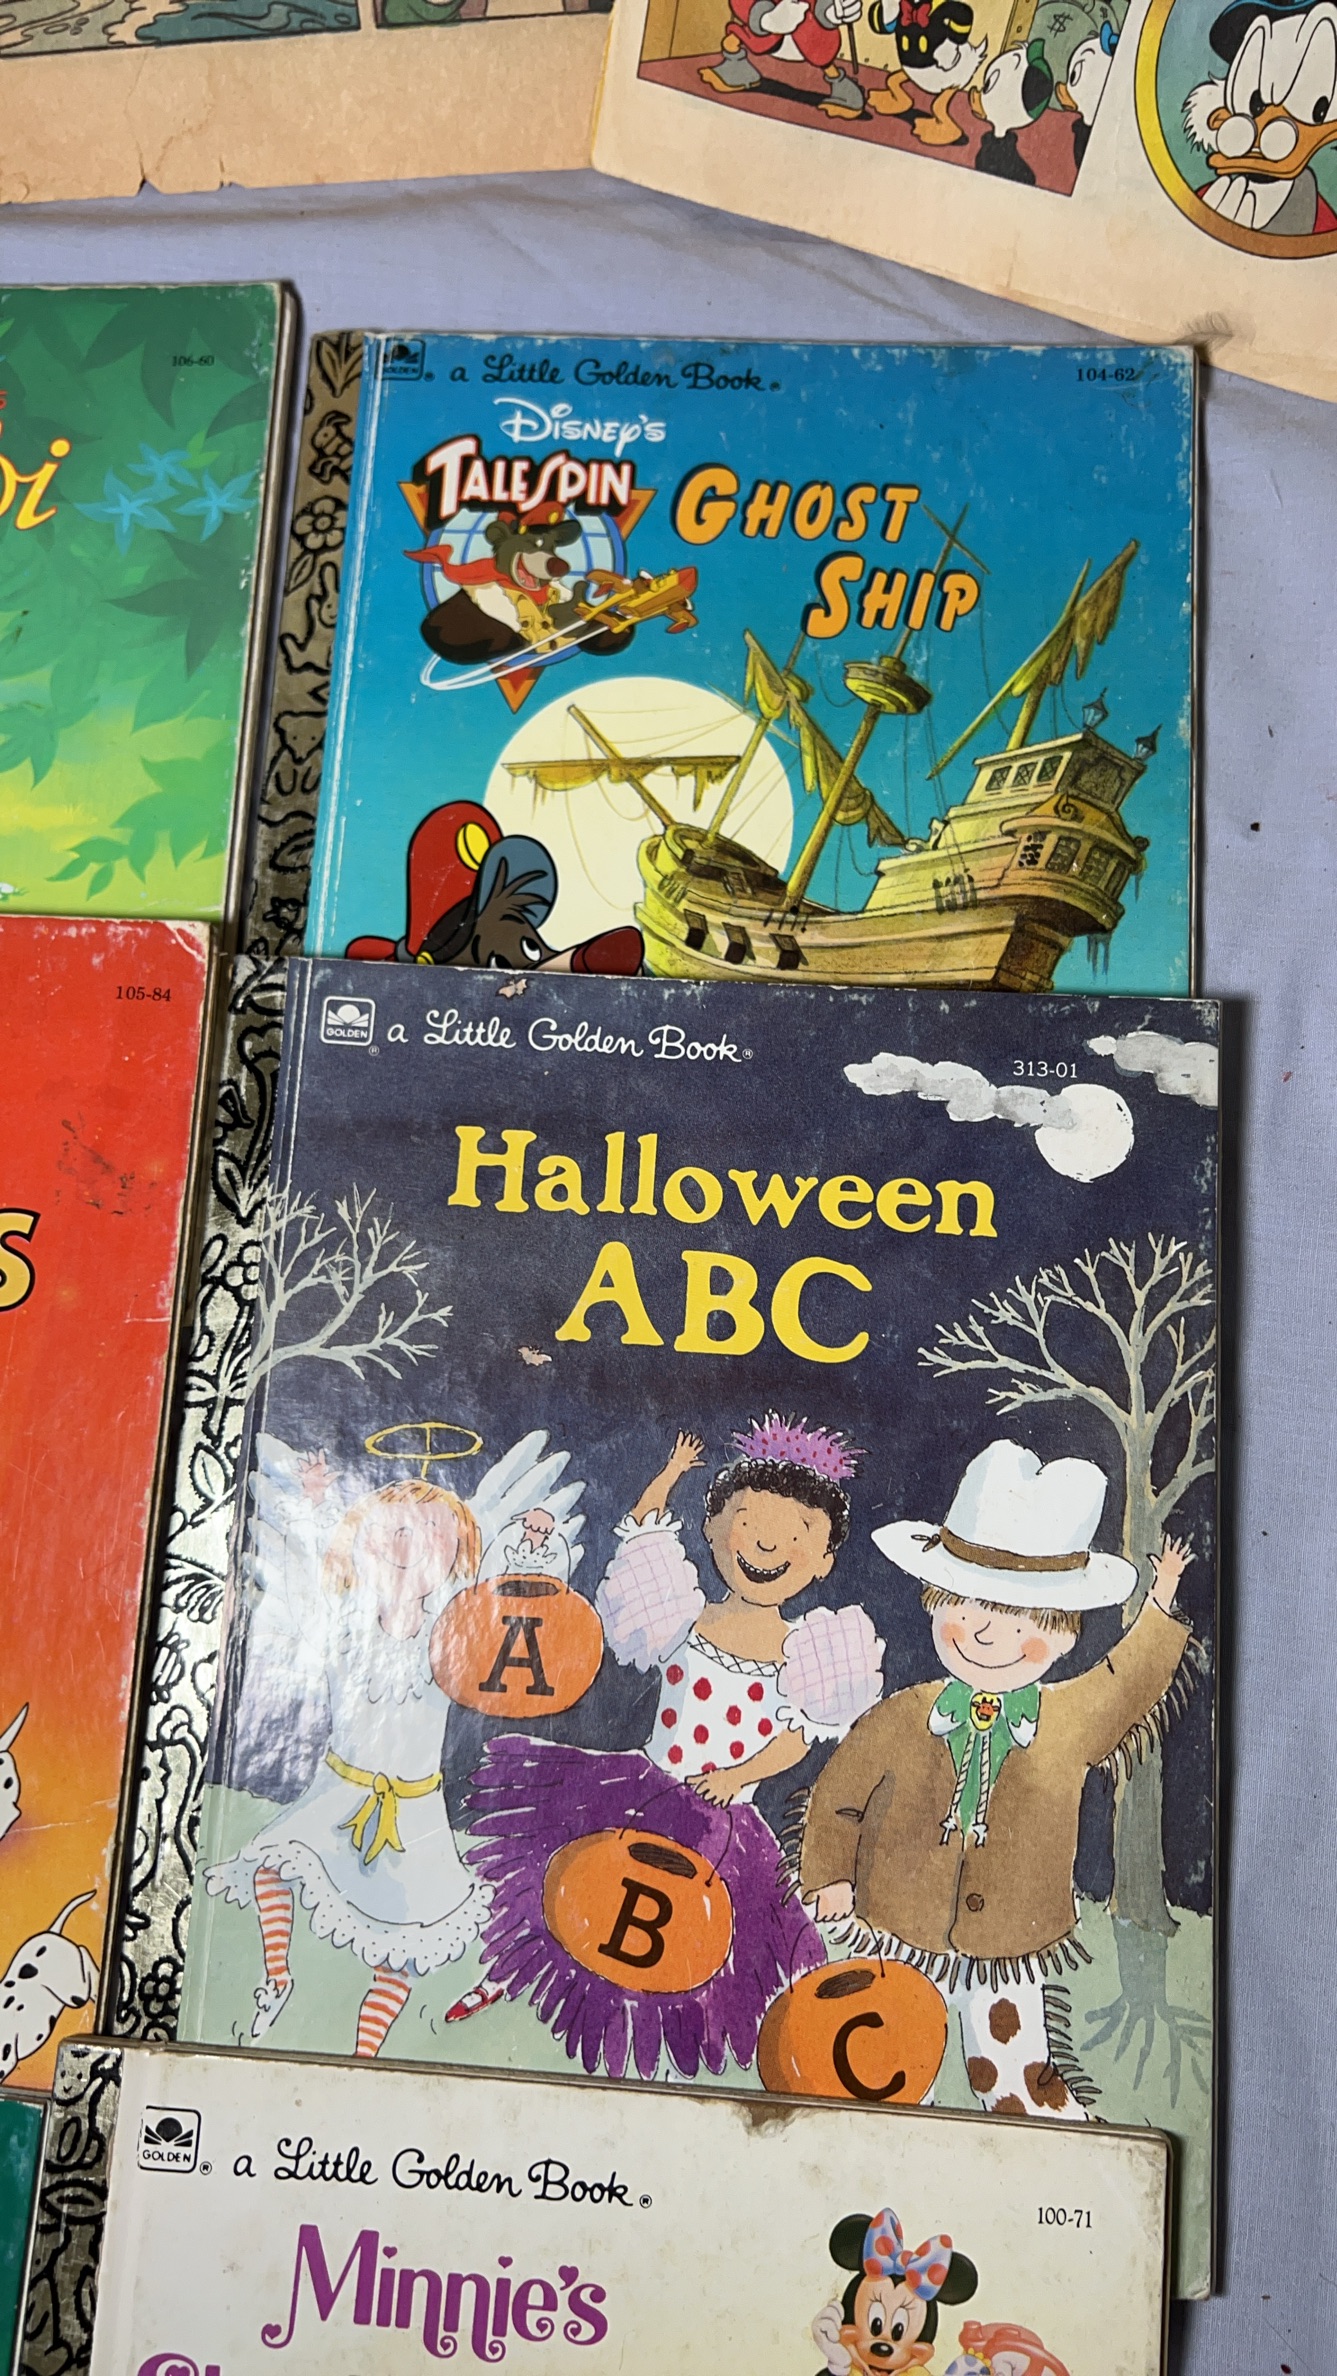 106-60
GOLDEN
a Little Golden Book®
104-62
DISNEY'S
TALESPIN
GHOST
SHIP
105-84
GOLDEN
® a Little Golden Book®
313-01
Halloween
ABC
A
B
C
GOLDEN
® a Little Golden Book®
100-71
Minnie's